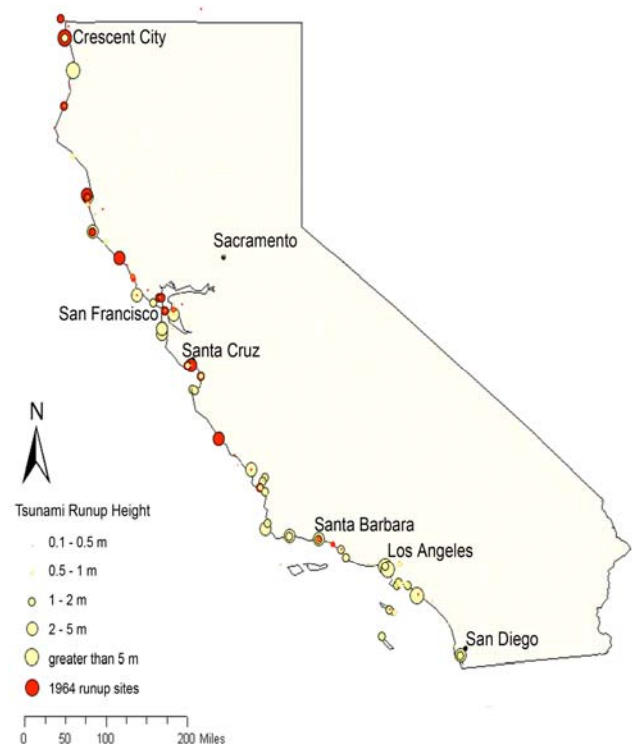 Crescent City
Sacramento
San Francisco
Santa Cruz
N
Tsunami Runup Height
0.1 - 0.5 m
0.5 - 1 m
1 - 2 m
2 - 5 m
greater than 5 m
1964 runup sites
Santa Barbara
Los Angeles
San Diego
0 50 100 200 Miles